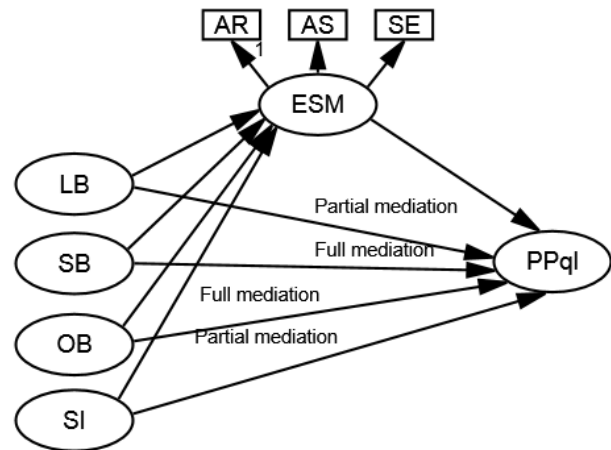 AR AS SE
1
ESM
LB
Partial mediation
SB
Full mediation
PPql
Full mediation
OB
Partial mediation
SI